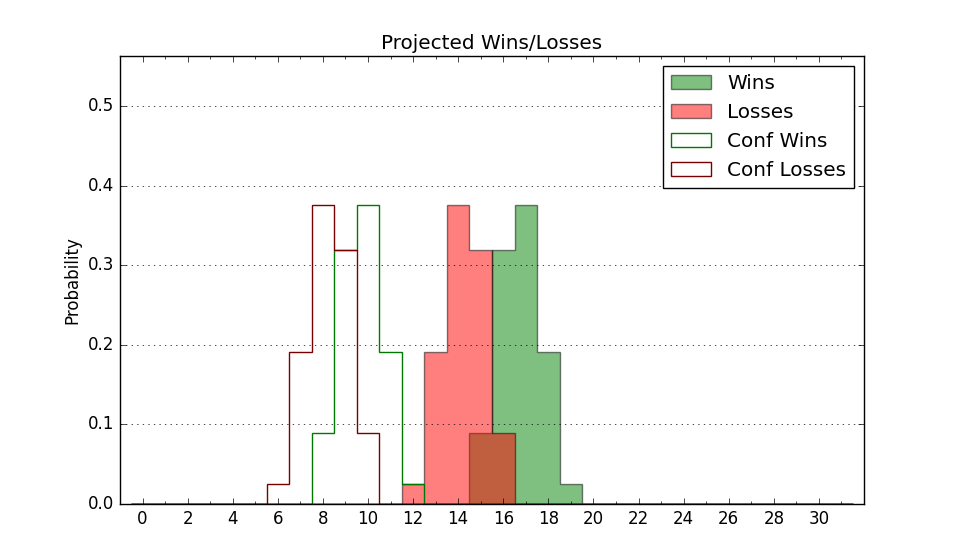 Projected Wins/Losses
Wins
Losses
Conf Wins
Conf Losses
Probability
0.5
0.4
0.3
0.2
0.1
0.0
0 2 4 6 8 10 12 14 16 18 20 22 24 26 28 30